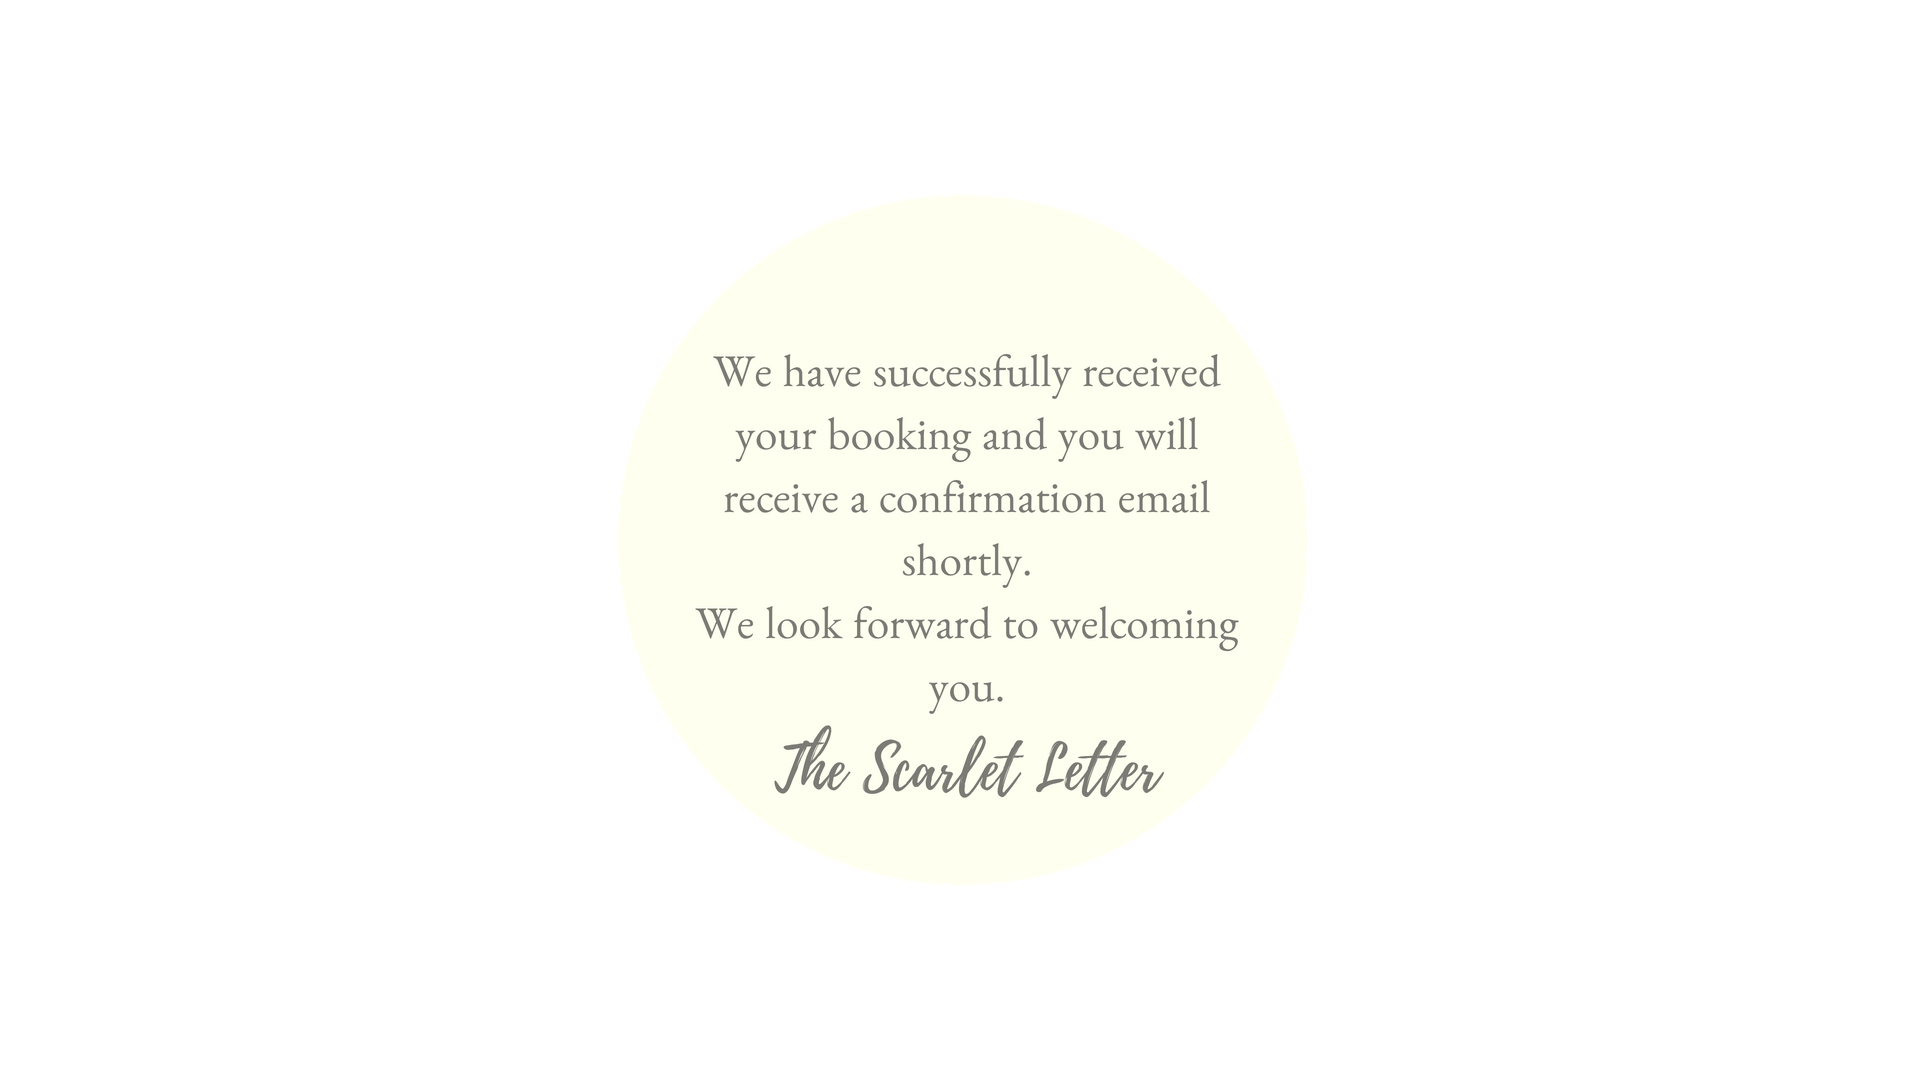 We have successfully received
your booking and you will
receive a confirmation email
shortly.
We look forward to welcoming
you.
The Scarlet Letter